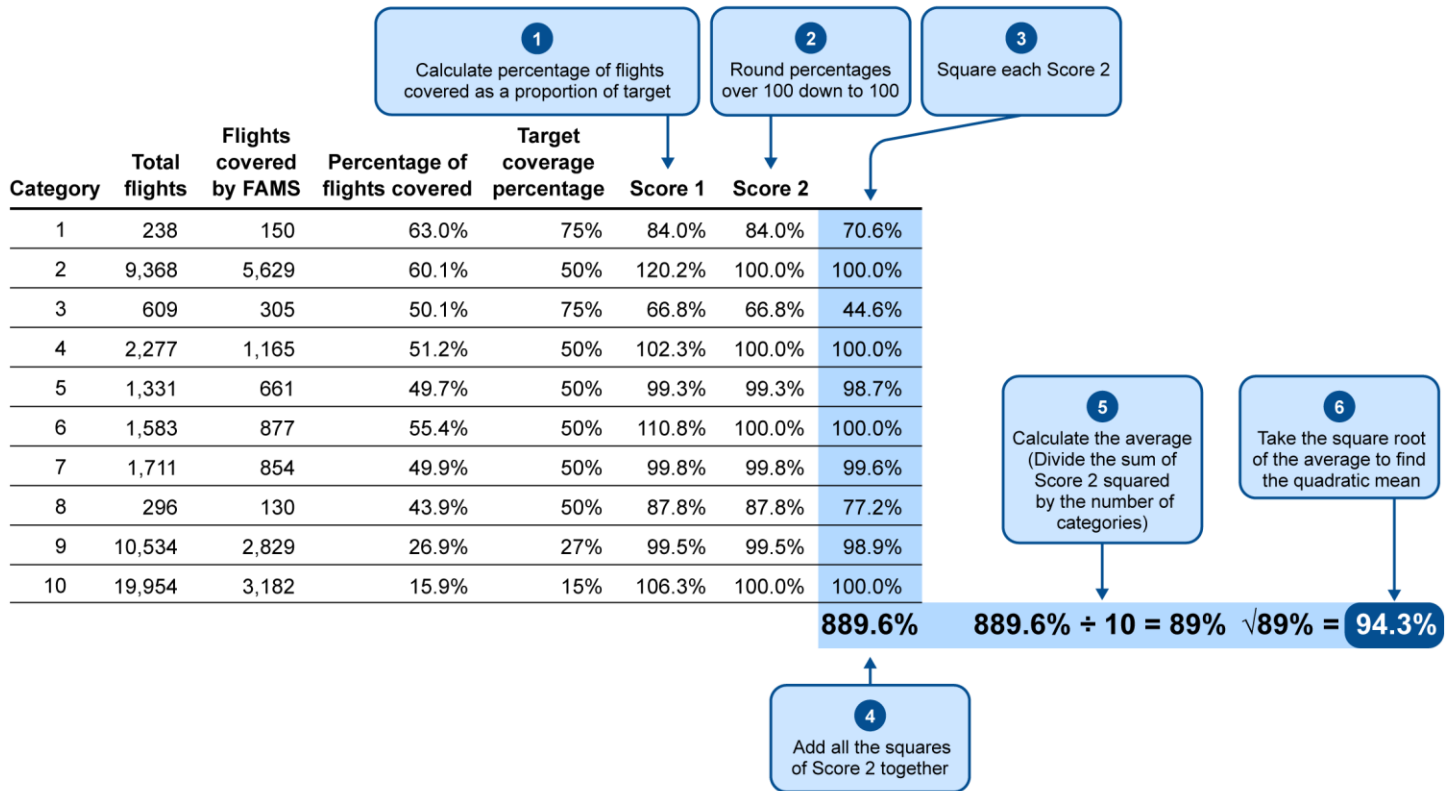 1
Calculate percentage of flights
covered as a proportion of target
2
Round percentages
over 100 down to 100
3
Square each Score 2
Category Total flights Flights covered by FAMS Percentage of flights covered Target coverage percentage Score 1 Score 2
1 238 150 63.0% 75% 84.0% 84.0% 70.6%
2 9,368 5,629 60.1% 50% 120.2% 100.0% 100.0%
3 609 305 50.1% 75% 66.8% 66.8% 44.6%
4 2,277 1,165 51.2% 50% 102.3% 100.0% 100.0%
5 1,331 661 49.7% 50% 99.3% 99.3% 98.7%
6 1,583 877 55.4% 50% 110.8% 100.0% 100.0%
7 1,711 854 49.9% 50% 99.8% 99.8% 99.6%
8 296 130 43.9% 50% 87.8% 87.8% 77.2%
9 10,534 2,829 26.9% 27% 99.5% 99.5% 98.9%
10 19,954 3,182 15.9% 15% 106.3% 100.0% 100.0%
5
Calculate the average
(Divide the sum of
Score 2 squared
by the number of
categories)
6
Take the square root
of the average to find
the quadratic mean
889.6% 889.6% ÷ 10 = 89% √89% = 94.3%
4
Add all the squares
of Score 2 together